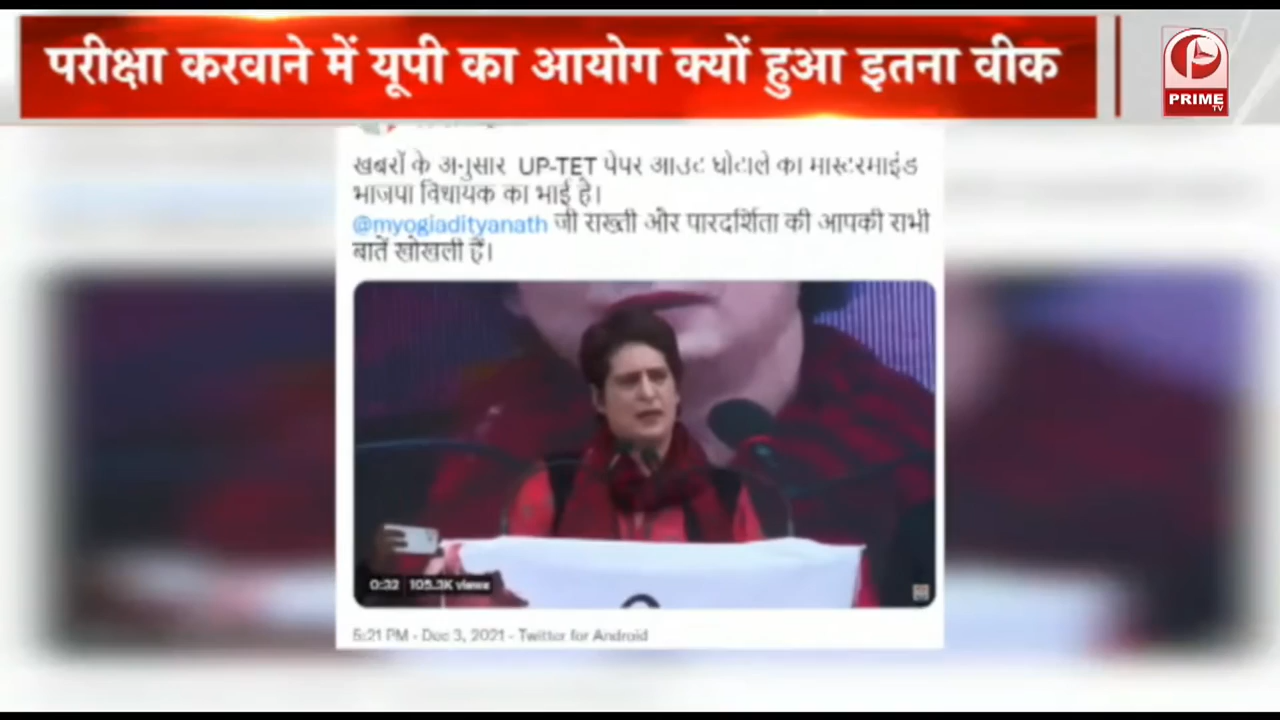 परीक्षा करवाने में यूपी का आयोग क्यों हुआ इतना वीक
PRIME
TV
खबरों के अनुसार UP-TET पेपर आउट घोटाले का मास्टरमाइंड
भाजपा विधायक का भाई है।
@myogiadityanath जी सख्ती और पारदर्शिता की आपकी सभी
बातें खोखली हैं।
0:32 105.3K views
5:21 PM - Dec 3, 2021 - Twitter for Android